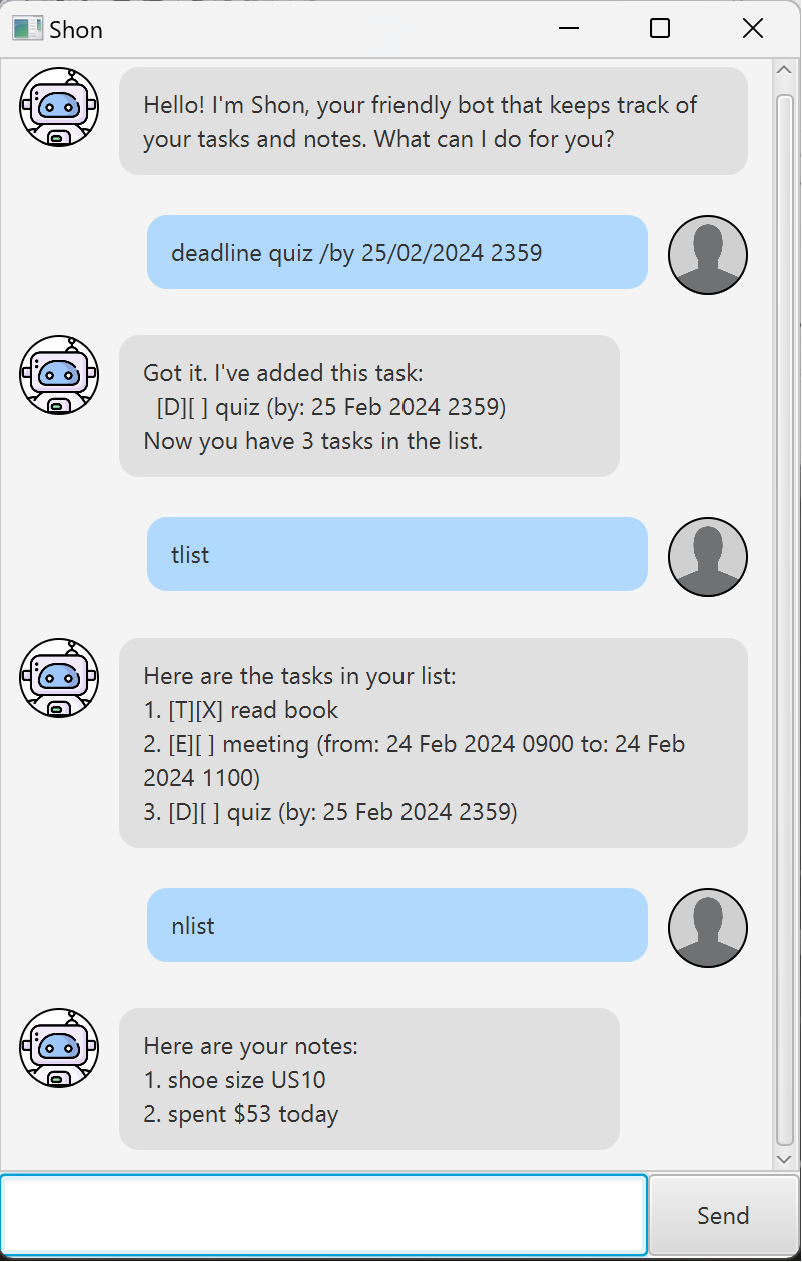 Shon
Hello! I'm Shon, your friendly bot that keeps track of
your tasks and notes. What can I do for you?
deadline quiz /by 25/02/2024 2359
Got it. I've added this task:
[D][ ] quiz (by: 25 Feb 2024 2359)
Now you have 3 tasks in the list.
tlist
Here are the tasks in your list:
1. [T][X] read book
2. [E][ ] meeting (from: 24 Feb 2024 0900 to: 24 Feb
2024 1100)
3. [D][ ] quiz (by: 25 Feb 2024 2359)
nlist
Here are your notes:
1. shoe size US10
2. spent $53 today
Send